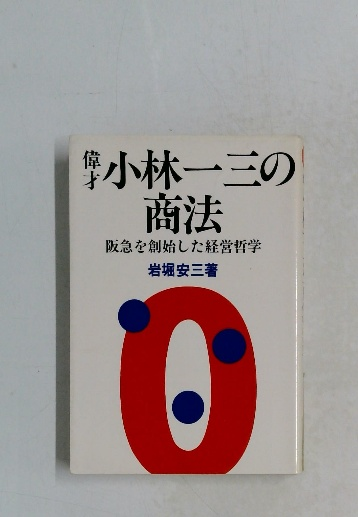 偉才 小林一三の
商法
阪急を創始した経営哲学
岩堀安三著